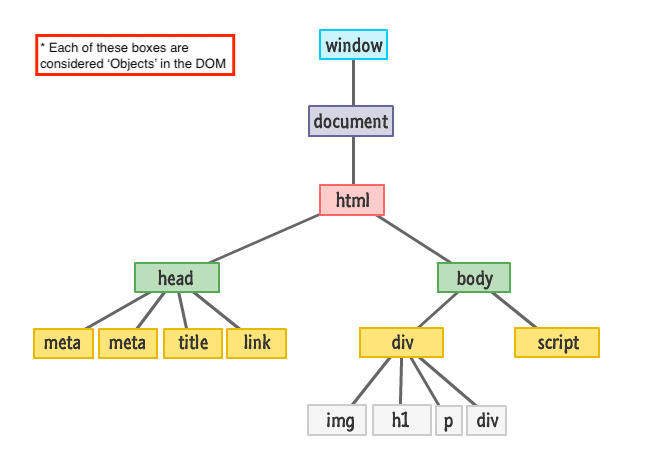 * Each of these boxes are
considered ‘Objects’ in the DOM
window
document
html
head
body
meta
meta
title
link
div
script
img
h1
p
div